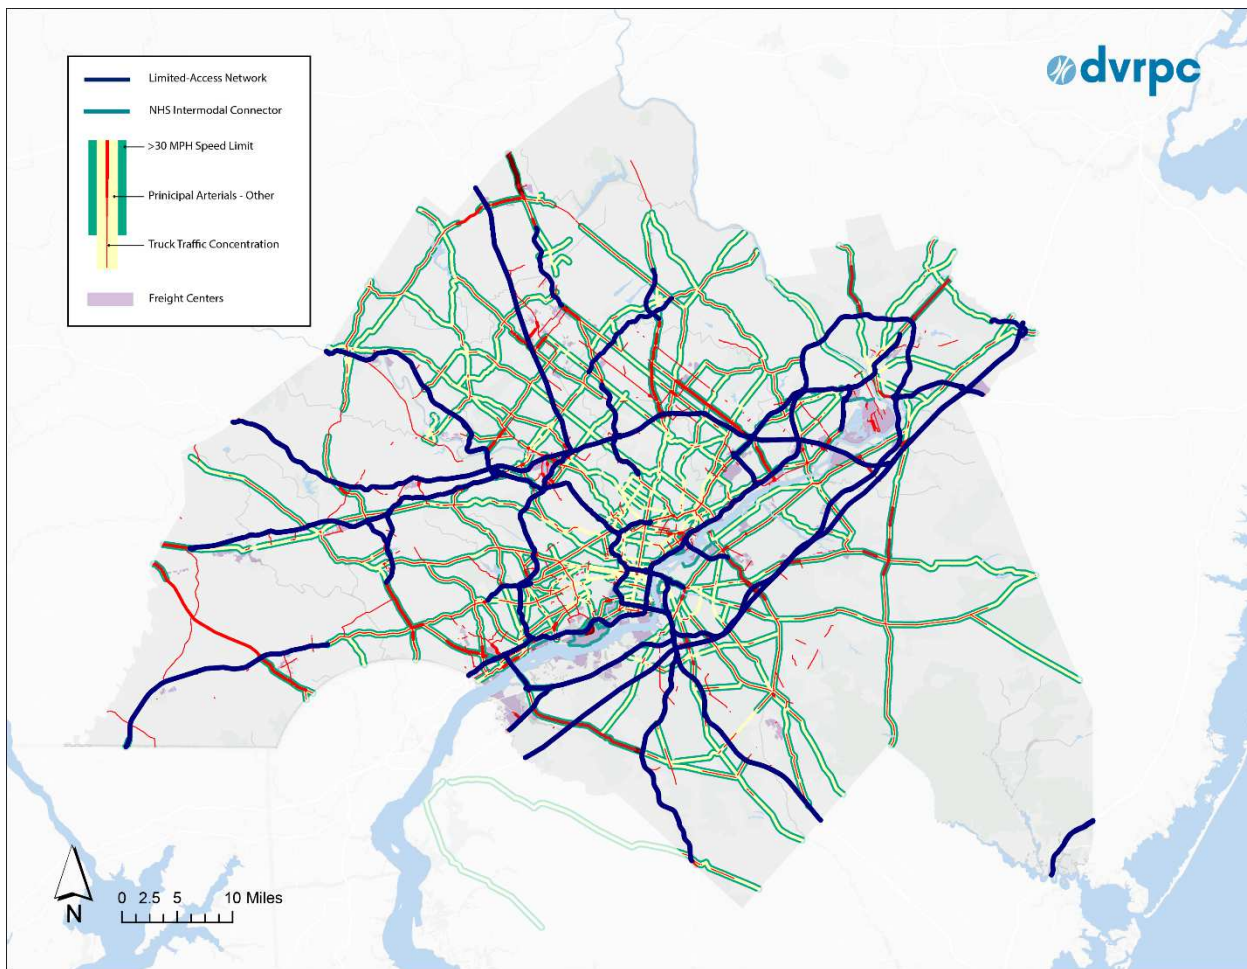 dvrpc
Limited-Access Network
NHS Intermodal Connector
>30 MPH Speed Limit
Prinicipal Arterials - Other
Truck Traffic Concentration
Freight Centers
N
0 2.5 5 10 Miles